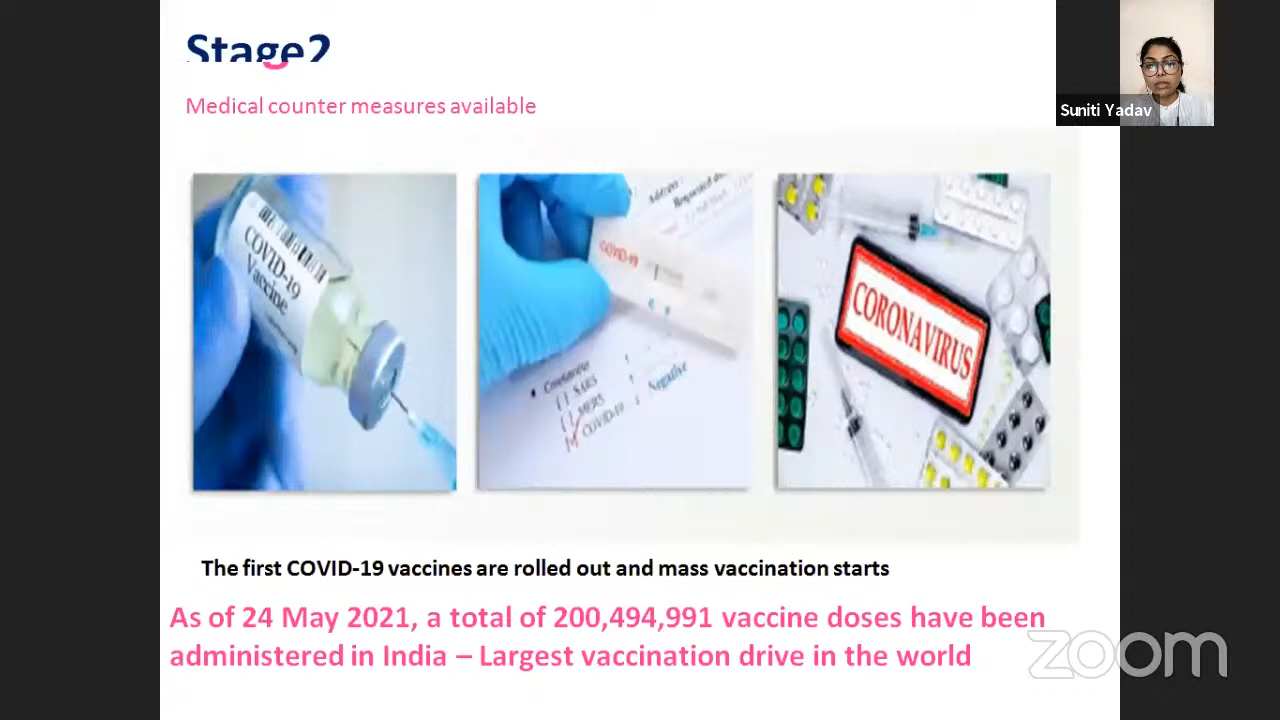 Stage2
Suniti Yadav
Medical counter measures available
COVID-19
Vaccine
COVID-19
Requested
Coronavirus
[ ] SARS
[ ] MERS
COVID-19 : Negative
CORONAVIRUS
The first COVID-19 vaccines are rolled out and mass vaccination starts
As of 24 May 2021, a total of 200,494,991 vaccine doses have been
administered in India – Largest vaccination drive in the world
zoom